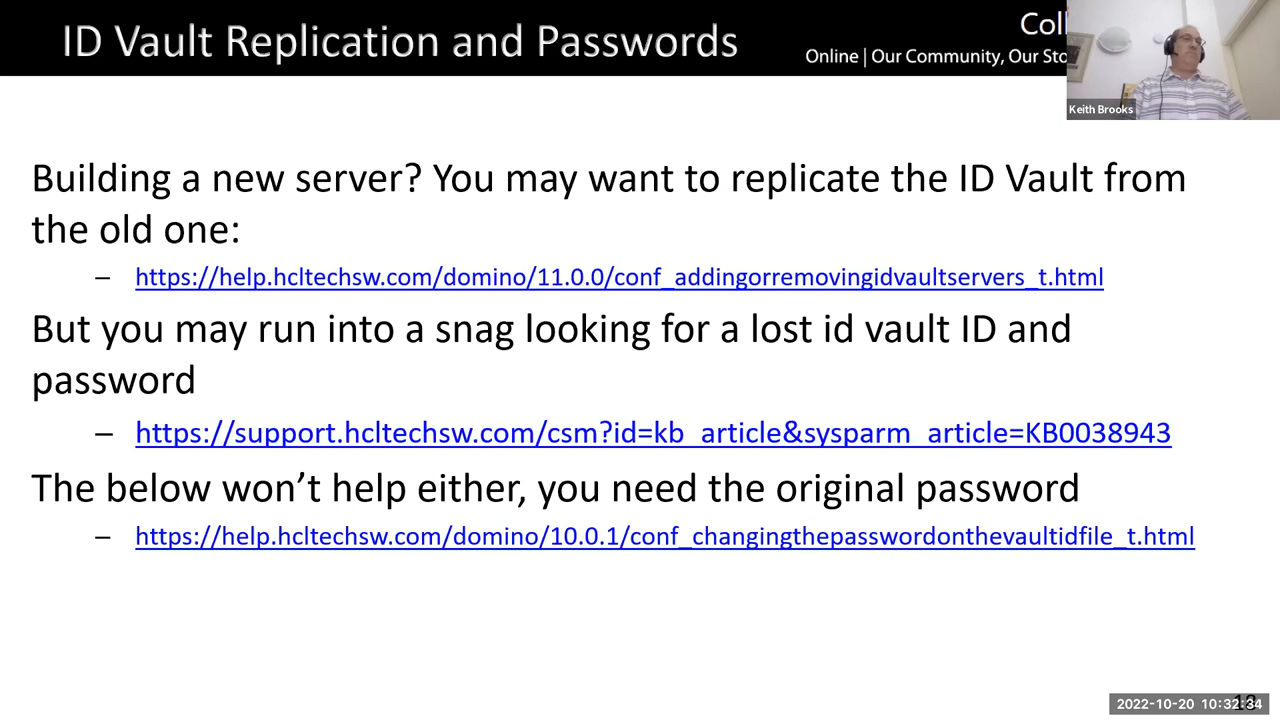 ID Vault Replication and Passwords
Coll
Online | Our Community, Our Sto
Keith Brooks
Building a new server? You may want to replicate the ID Vault from
the old one:
– https://help.hcltechsw.com/domino/11.0.0/conf_addingorremovingidvaultservers_t.html
But you may run into a snag looking for a lost id vault ID and
password
– https://support.hcltechsw.com/csm?id=kb_article&sysparm_article=KB0038943
The below won’t help either, you need the original password
– https://help.hcltechsw.com/domino/10.0.1/conf_changingthepasswordonthevaultidfile_t.html
2022-10-20 10:32:34